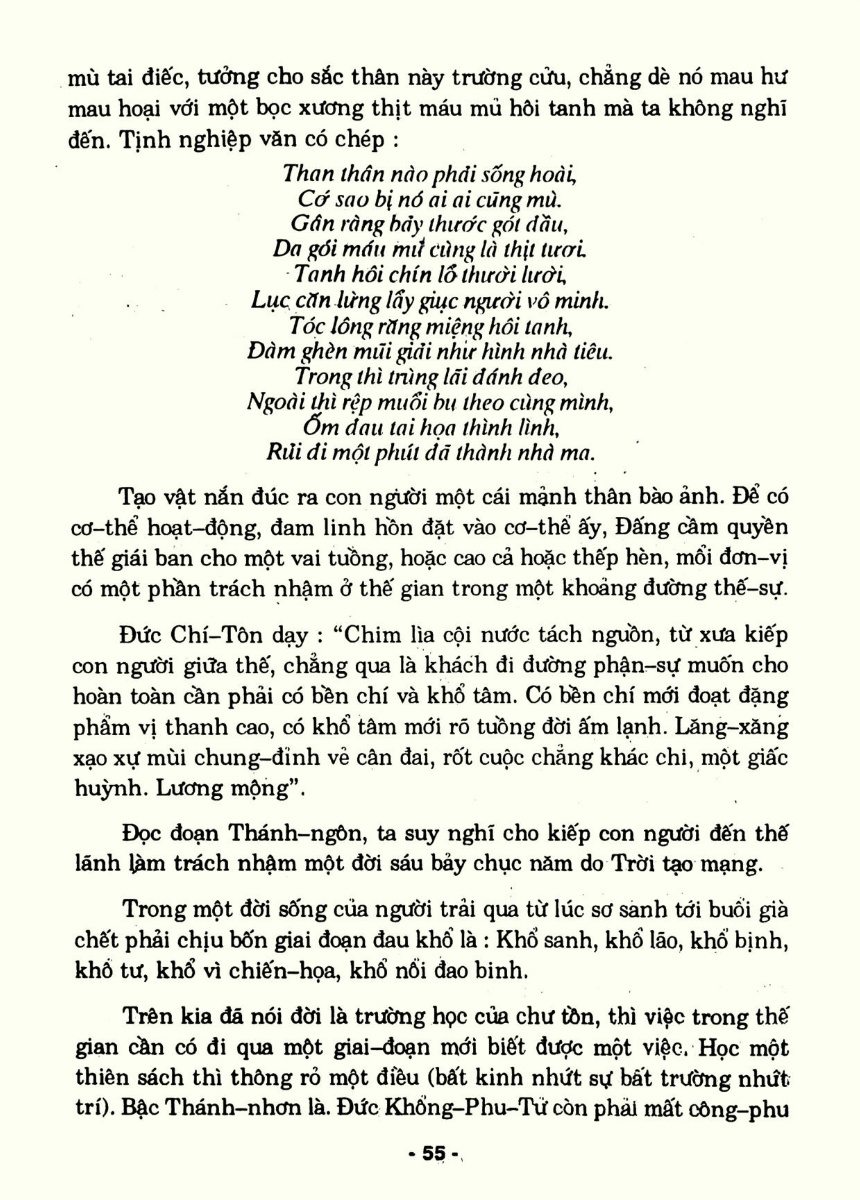 mù tai điếc, tưởng cho sắc thân này trường cửu, chẳng dè nó mau hư
mau hoại với một bọc xương thịt máu mủ hôi tanh mà ta không nghĩ
đến. Tịnh nghiệp văn có chép :
Than thân nào phải sống hoài,
Cớ sao bị nó ai ai cũng mù.
Gân ràng bảy thước gót đầu,
Da gói máu mủ cùng là thịt tươi.
Tanh hôi chín lổ thười lười,
Lục căn lừng lẩy giục người vô minh.
Tóc lông răng miệng hôi tanh,
Đàm ghèn mũi giải như hình nhà tiêu.
Trong thì trùng lãi đánh đeo,
Ngoài thì rệp muổi bu theo cùng mình,
Ốm đau tai họa thình lình,
Rủi đi một phút đã thành nhà ma.
Tạo vật nắn đúc ra con người một cái mảnh thân bào ảnh. Để có
cơ–thể hoạt–động, đam linh hồn đặt vào cơ–thể ấy, Đấng cầm quyền
thế giái ban cho một vai tuồng, hoặc cao cả hoặc thếp hèn, mổi đơn–vị
có một phần trách nhậm ở thế gian trong một khoảng đường thế–sự.
Đức Chí–Tôn dạy : “Chim lìa cội nước tách nguồn, từ xưa kiếp
con người giữa thế, chẳng qua là khách đi đường phận–sự muốn cho
hoàn toàn cần phải có bền chí và khổ tâm. Có bền chí mới đoạt đặng
phẩm vị thanh cao, có khổ tâm mới rõ tuồng đời ấm lạnh. Lăng–xăng
xạo xự mùi chung–đỉnh vẻ cân đai, rốt cuộc chẳng khác chi, một giấc
huỳnh. Lương mộng”.
Đọc đoạn Thánh–ngôn, ta suy nghĩ cho kiếp con người đến thế
lãnh làm trách nhậm một đời sáu bảy chục năm do Trời tạo mạng.
Trong một đời sống của người trải qua từ lúc sơ sanh tới buổi già
chết phải chịu bốn giai đoạn đau khổ là : Khổ sanh, khổ lão, khổ bịnh,
khổ tư, khổ vì chiến–họa, khổ nổi đao binh.
Trên kia đã nói đời là trường học của chư tồn, thì việc trong thế
gian cần có đi qua một giai–đoạn mới biết được một việc. Học một
thiên sách thì thông rỏ một điều (bất kinh nhứt sự bất trường nhứt
trí). Bậc Thánh–nhơn là. Đức Khổng–Phu–Tử còn phải mất công–phu
- 55 -